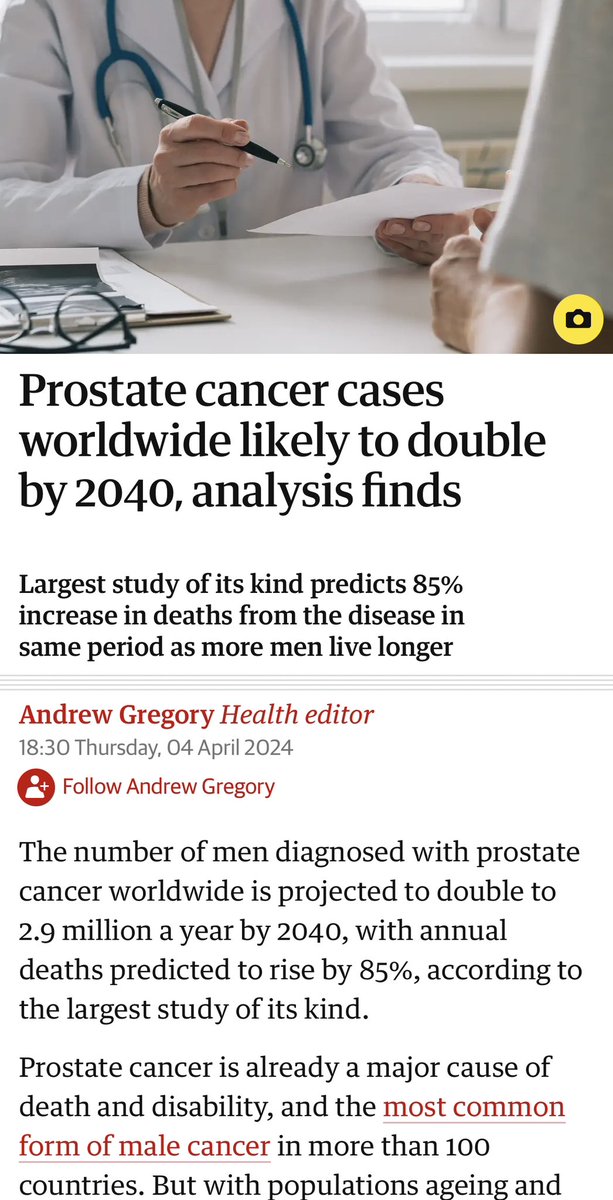 Prostate cancer cases
worldwide likely to double
by 2040, analysis finds
Largest study of its kind predicts 85%
increase in deaths from the disease in
same period as more men live longer
Andrew Gregory Health editor
18:30 Thursday, 04 April 2024
Follow Andrew Gregory
The number of men diagnosed with prostate
cancer worldwide is projected to double to
2.9 million a year by 2040, with annual
deaths predicted to rise by 85%, according to
the largest study of its kind.
Prostate cancer is already a major cause of
death and disability, and the most common
form of male cancer in more than 100
countries. But with populations ageing and